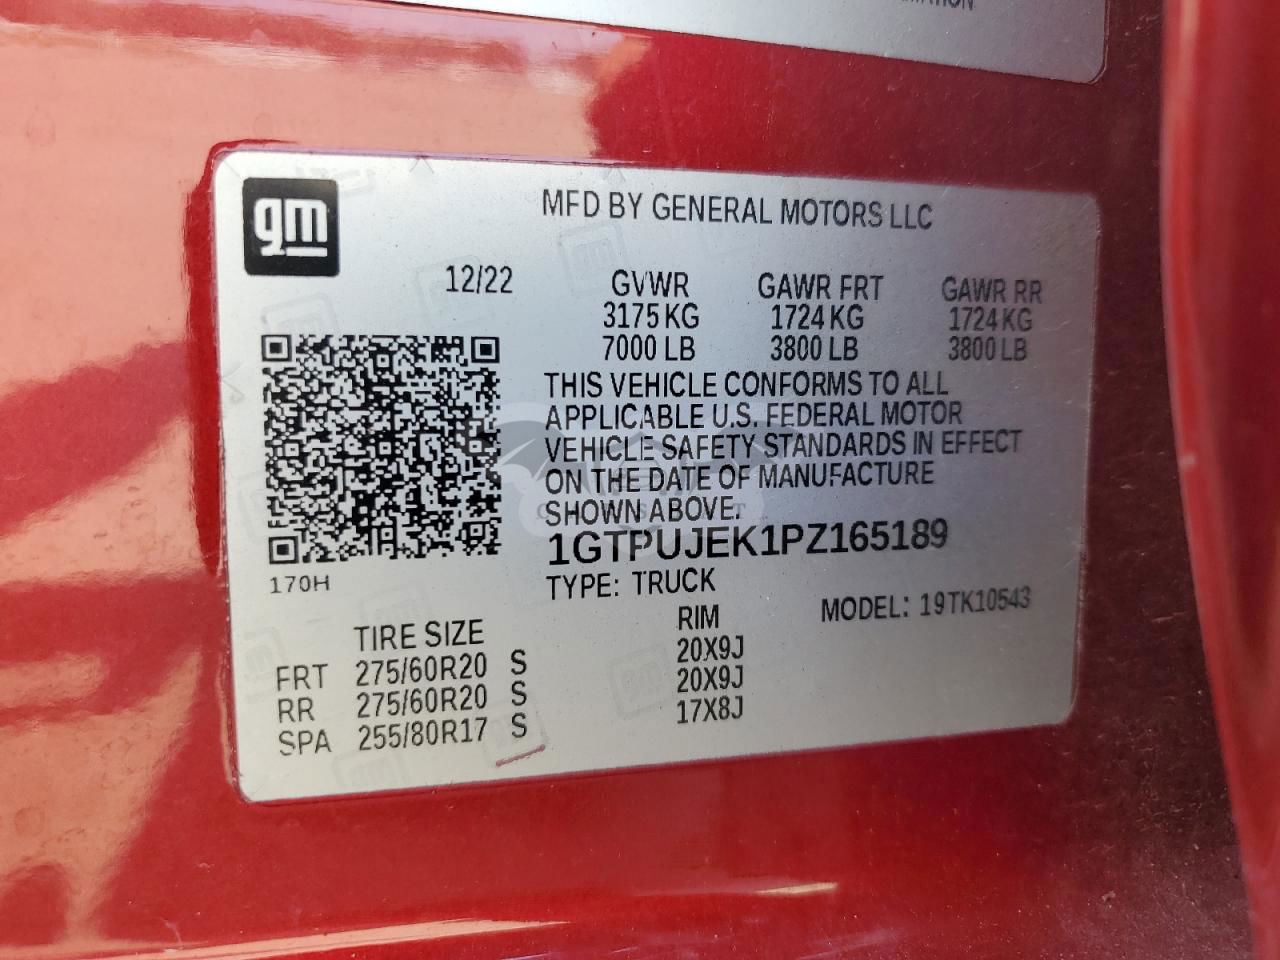 gm
MFD BY GENERAL MOTORS LLC
12/22 GVWR GAWR FRT GAWR RR
3175 KG 1724 KG 1724 KG
7000 LB 3800 LB 3800 LB
THIS VEHICLE CONFORMS TO ALL
APPLICABLE U.S. FEDERAL MOTOR
VEHICLE SAFETY STANDARDS IN EFFECT
ON THE DATE OF MANUFACTURE
SHOWN ABOVE.
1GTPUJEK1PZ165189
170H
TYPE: TRUCK
MODEL: 19TK10543
TIRE SIZE RIM
FRT 275/60R20 S 20X9J
RR 275/60R20 S 20X9J
SPA 255/80R17 S 17X8J